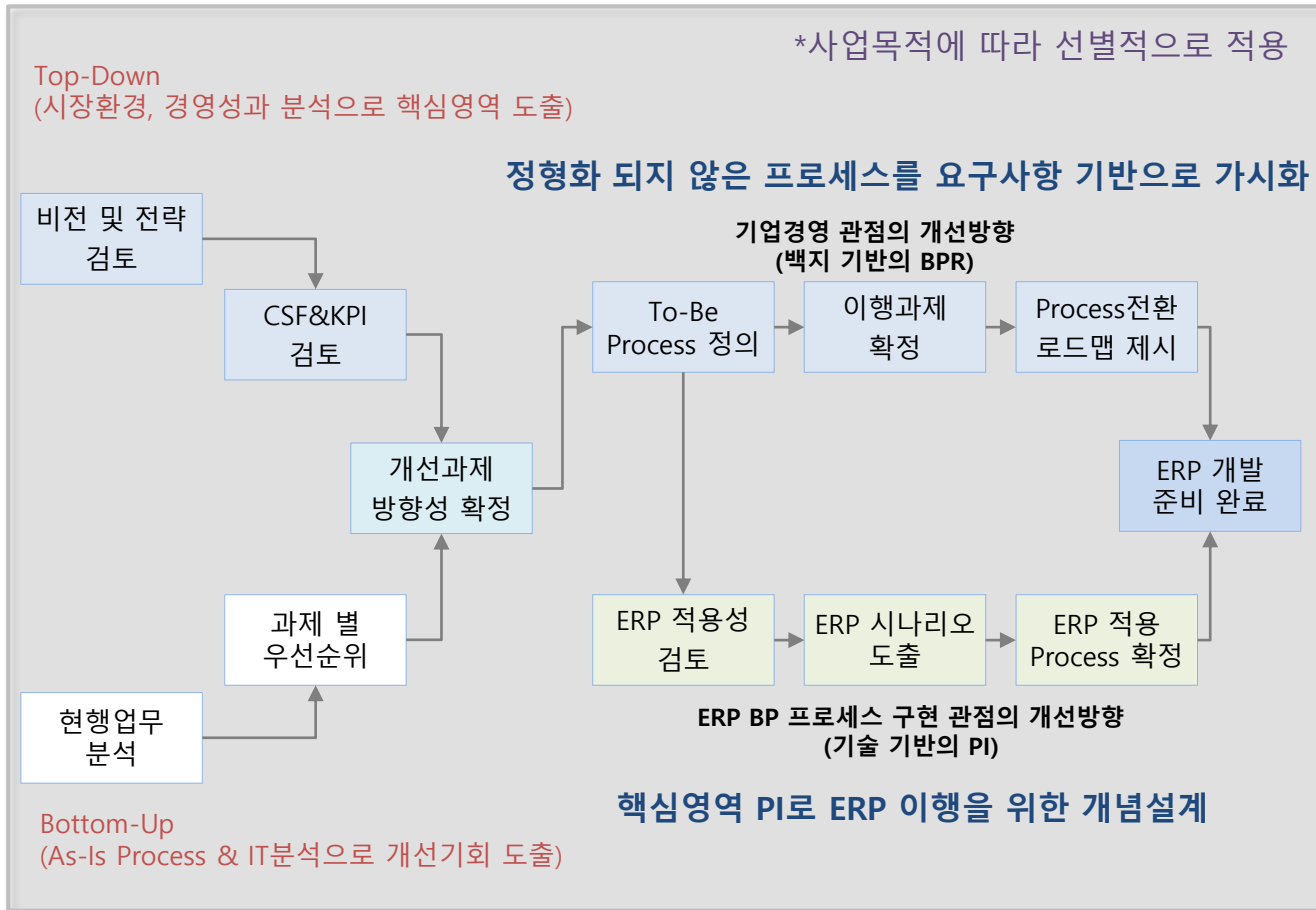 *사업목적에 따라 선별적으로 적용
Top-Down
(시장환경, 경영성과 분석으로 핵심영역 도출)
정형화 되지 않은 프로세스를 요구사항 기반으로 가시화
비전 및 전략
검토
기업경영 관점의 개선방향
(백지 기반의 BPR)
CSF&KPI
검토
To-Be
Process 정의
이행과제
확정
Process전환
로드맵 제시
개선과제
방향성 확정
ERP 개발
준비 완료
과제 별
우선순위
ERP 적용성
검토
ERP 시나리오
도출
ERP 적용
Process 확정
현행업무
분석
ERP BP 프로세스 구현 관점의 개선방향
(기술 기반의 PI)
핵심영역 PI로 ERP 이행을 위한 개념설계
Bottom-Up
(As-Is Process & IT분석으로 개선기회 도출)